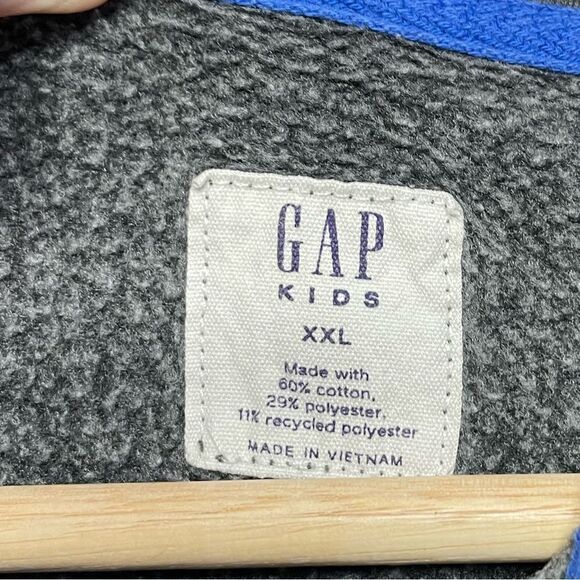 GAP
KIDS
XXL
Made with
60% cotton,
29% polyester,
11% recycled polyester
MADE IN VIETNAM